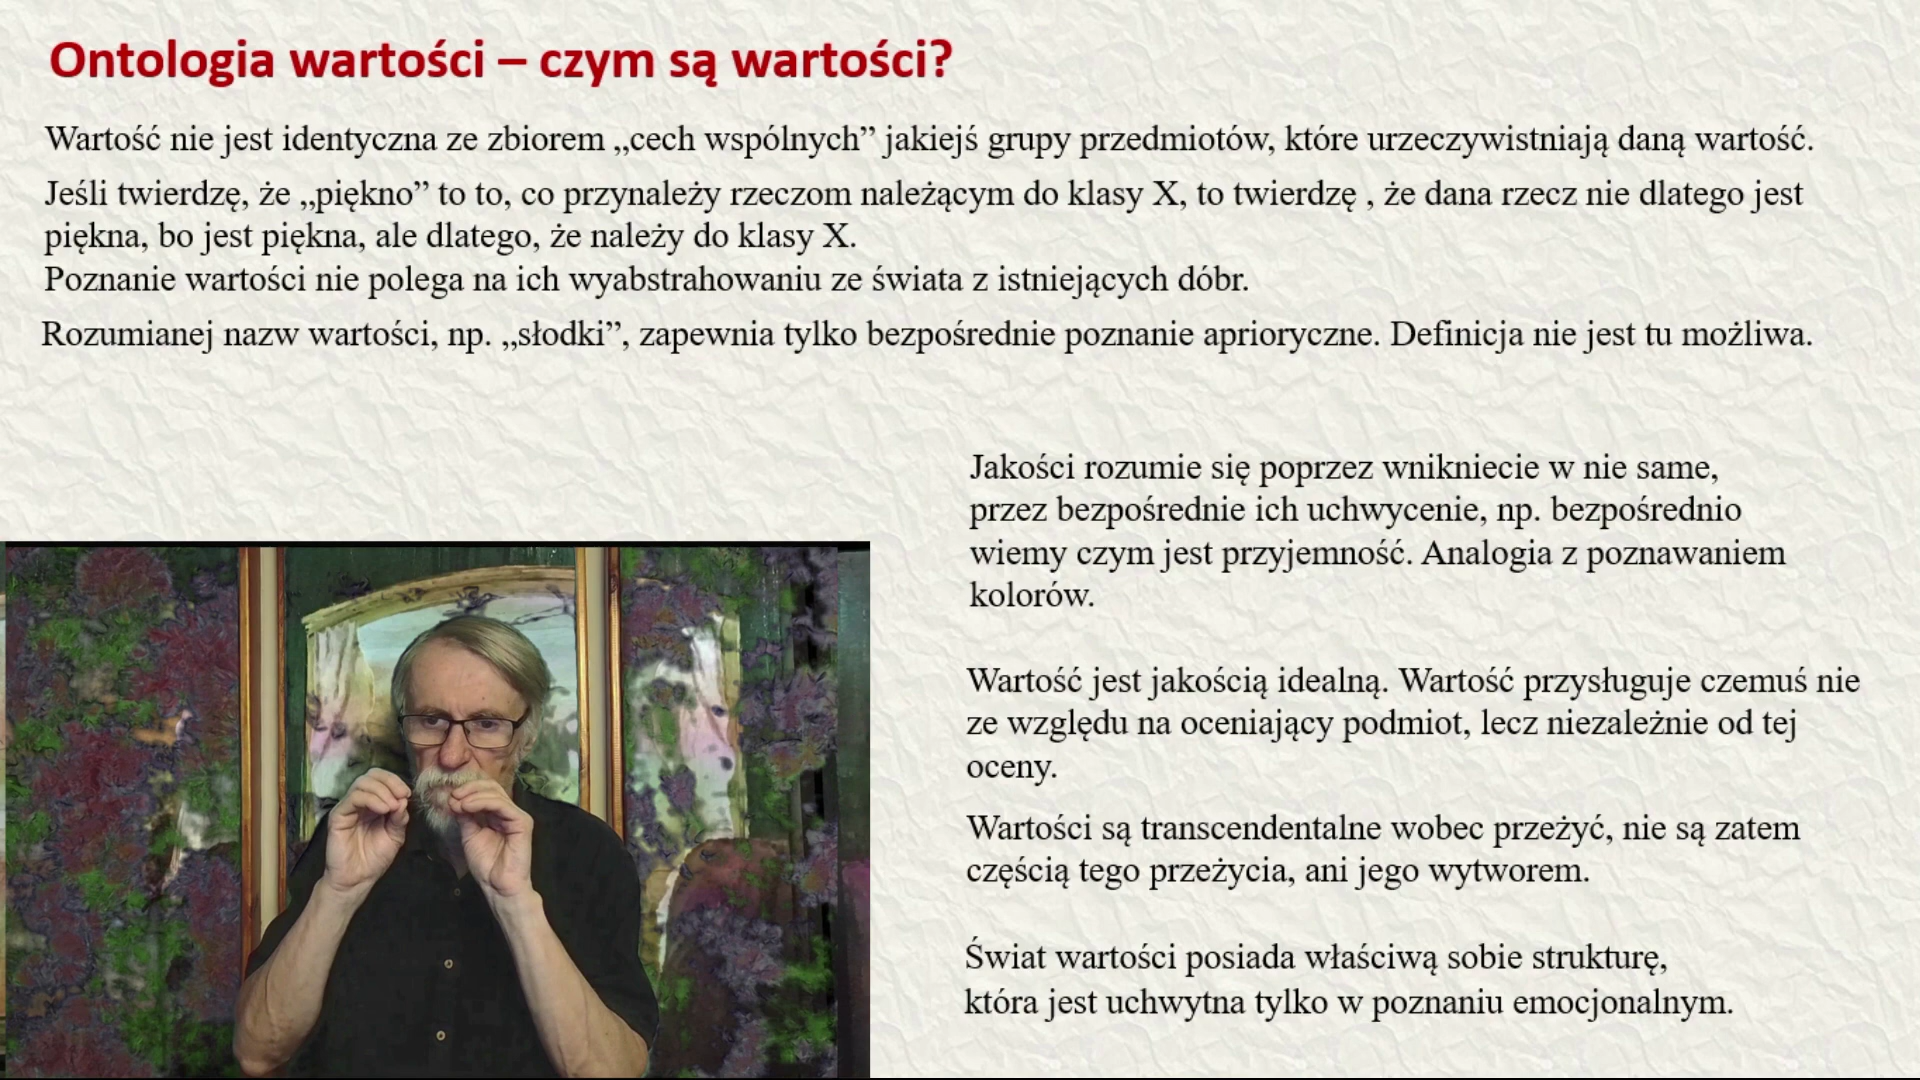 Ontologia wartości – czym są wartości?
Wartość nie jest identyczna ze zbiorem „cech wspólnych” jakiejś grupy przedmiotów, które urzeczywistniają daną wartość.
Jeśli twierdzę, że „piękno” to to, co przynależy rzeczom należącym do klasy X, to twierdzę , że dana rzecz nie dlatego jest
piękna, bo jest piękna, ale dlatego, że należy do klasy X.
Poznanie wartości nie polega na ich wyabstrahowaniu ze świata z istniejących dóbr.
Rozumianej nazw wartości, np. „słodki”, zapewnia tylko bezpośrednie poznanie aprioryczne. Definicja nie jest tu możliwa.
Jakości rozumie się poprzez wnikniecie w nie same,
przez bezpośrednie ich uchwycenie, np. bezpośrednio
wiemy czym jest przyjemność. Analogia z poznawaniem
kolorów.
Wartość jest jakością idealną. Wartość przysługuje czemuś nie
ze względu na oceniający podmiot, lecz niezależnie od tej
oceny.
Wartości są transcendentalne wobec przeżyć, nie są zatem
częścią tego przeżycia, ani jego wytworem.
Świat wartości posiada właściwą sobie strukturę,
która jest uchwytna tylko w poznaniu emocjonalnym.